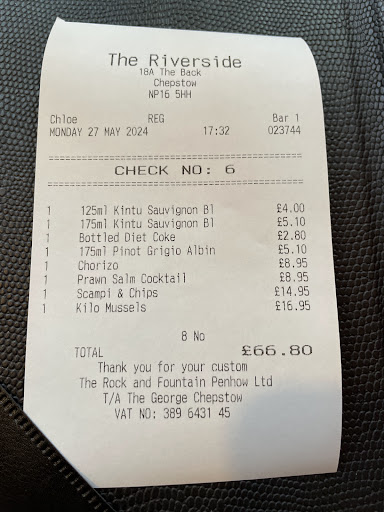 The Riverside
18A The Back
Chepstow
NP16 5HH
Chloe REG Bar 1
MONDAY 27 MAY 2024 17:32 023744
CHECK NO: 6
1 125ml Kintu Sauvignon Bl £4.00
1 175ml Kintu Sauvignon Bl £5.10
1 Bottled Diet Coke £2.80
1 175ml Pinot Grigio Albin £5.10
1 Chorizo £8.95
1 Prawn Salm Cocktail £8.95
1 Scampi & Chips £14.95
1 Kilo Mussels £16.95
8 No
TOTAL £66.80
Thank you for your custom
The Rock and Fountain Penhow Ltd
T/A The George Chepstow
VAT NO: 389 6431 45